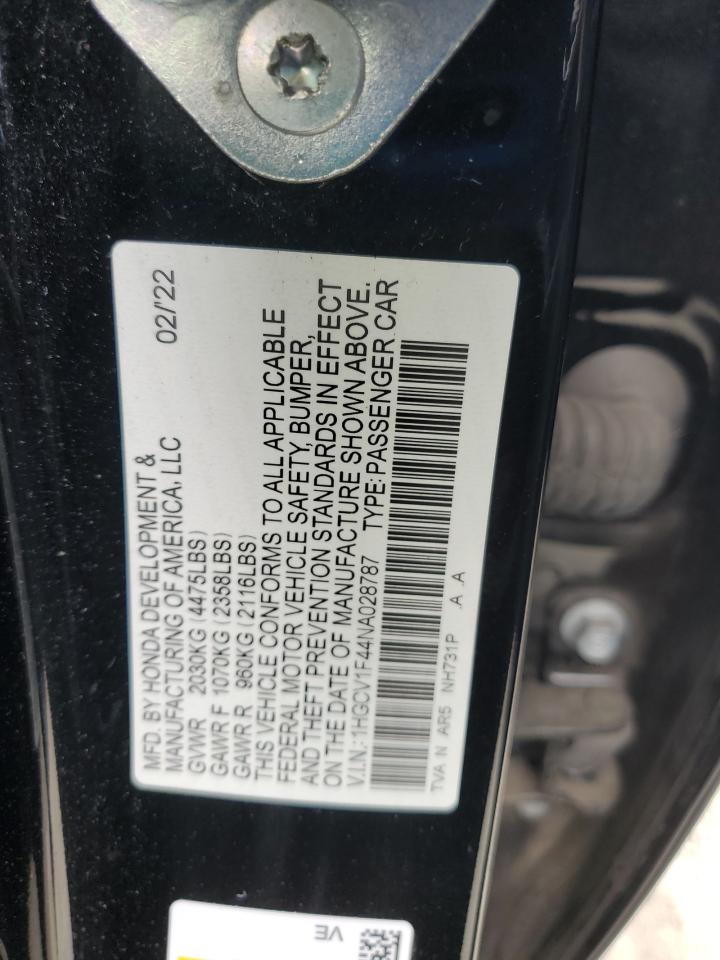 MFD. BY HONDA DEVELOPMENT &
MANUFACTURING OF AMERICA, LLC 02/'22
GVWR 2030KG (4475LBS)
GAWR F 1070KG (2358LBS)
GAWR R 960KG (2116LBS)
THIS VEHICLE CONFORMS TO ALL APPLICABLE
FEDERAL MOTOR VEHICLE SAFETY, BUMPER,
AND THEFT PREVENTION STANDARDS IN EFFECT
ON THE DATE OF MANUFACTURE SHOWN ABOVE.
V.I.N.: 1HGCV1F44NA028787 TYPE:PASSENGER CAR
TVA N AR5 NH731P .A .A
VE